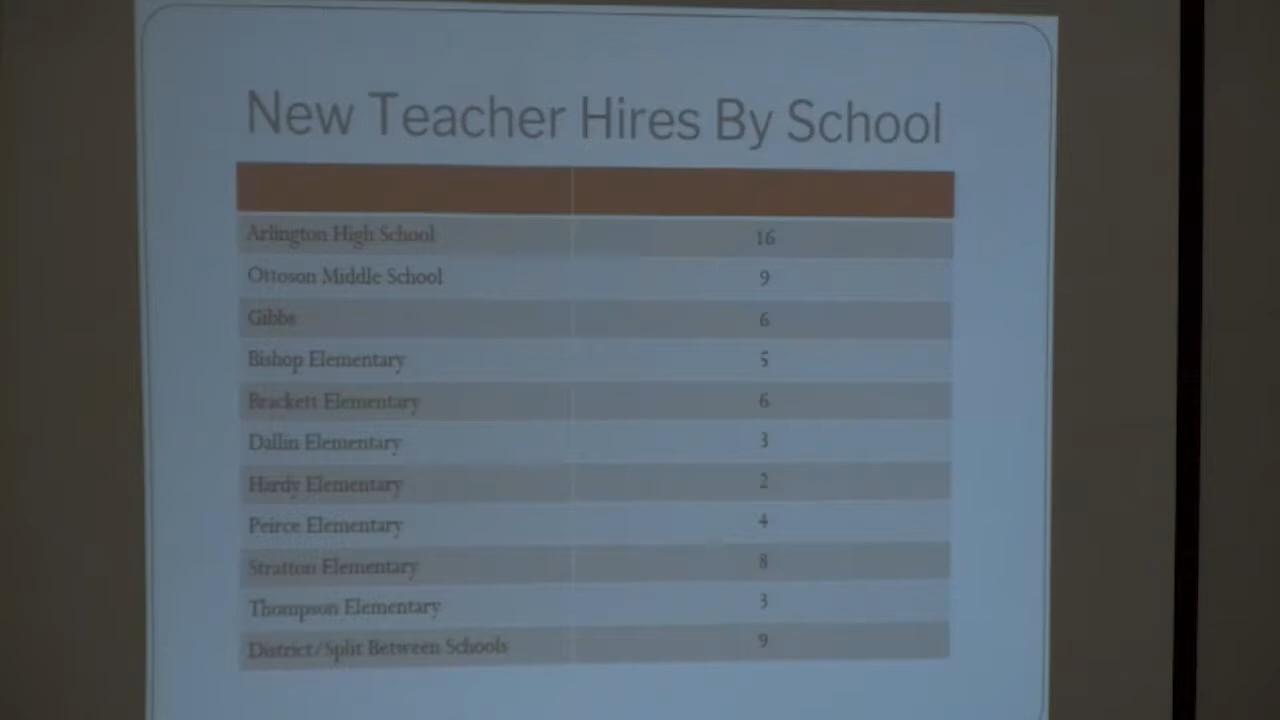 New Teacher Hires By School
Arlington High School 16
Ottoson Middle School 9
Gibbs 6
Bishop Elementary 5
Brackett Elementary 6
Dallin Elementary 3
Hardy Elementary 2
Peirce Elementary 4
Stratton Elementary 8
Thompson Elementary 3
District/Split Between Schools 9